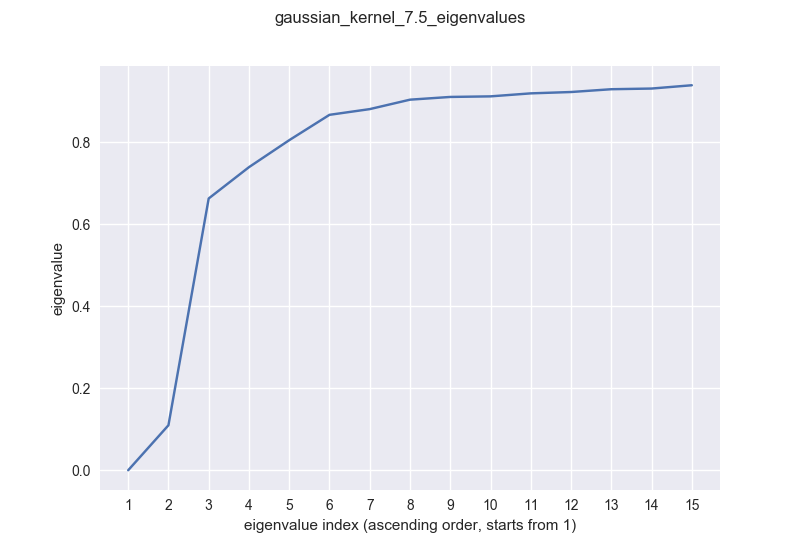 gaussian_kernel_7.5_eigenvalues
eigenvalue
0.8
0.6
0.4
0.2
0.0
1 2 3 4 5 6 7 8 9 10 11 12 13 14 15
eigenvalue index (ascending order, starts from 1)